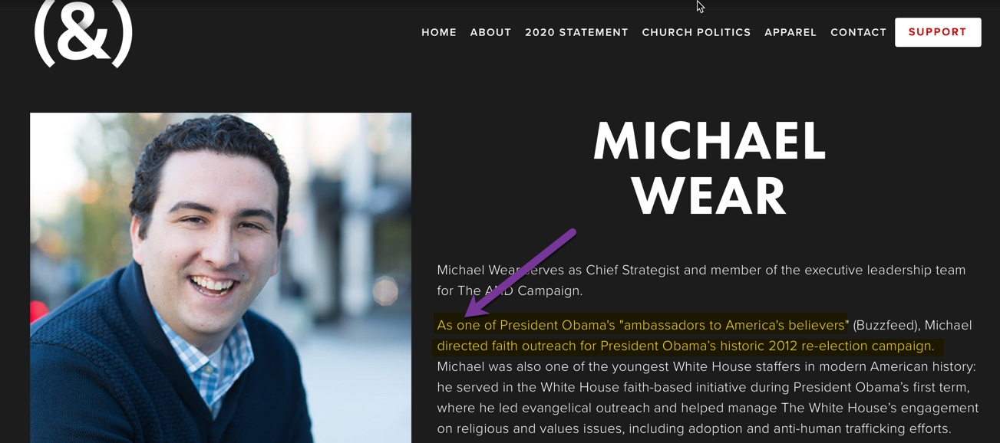 (&)
HOME ABOUT 2020 STATEMENT CHURCH POLITICS APPAREL CONTACT SUPPORT
MICHAEL
WEAR
Michael Wear serves as Chief Strategist and member of the executive leadership team
for The AND Campaign.
As one of President Obama's "ambassadors to America's believers" (Buzzfeed), Michael
directed faith outreach for President Obama’s historic 2012 re-election campaign.
Michael was also one of the youngest White House staffers in modern American history:
he served in the White House faith-based initiative during President Obama’s first term,
where he led evangelical outreach and helped manage The White House’s engagement
on religious and values issues, including adoption and anti-human trafficking efforts.